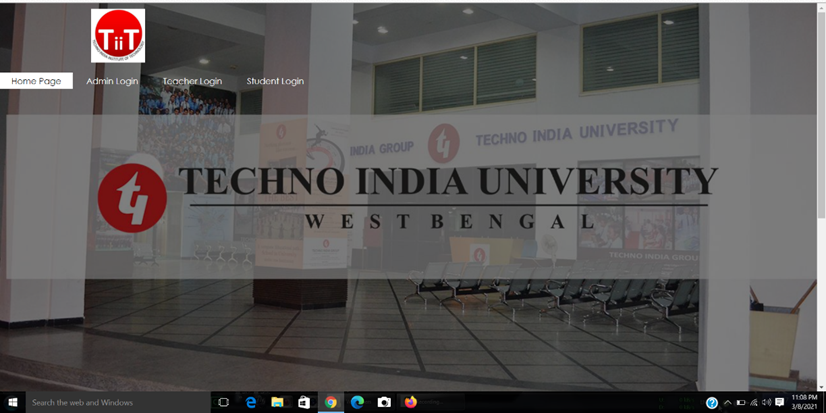 TiiT
Home Page Admin Login Teacher Login Student Login
INDIA GROUP TECHNO INDIA UNIVERSITY
TECHNO INDIA UNIVERSITY
WEST BENGAL
TECHNO INDIA GROU
Search the web and Windows
11:08 PM
3/8/2021